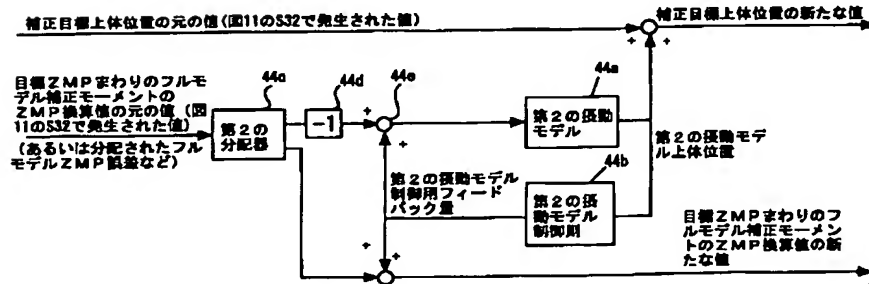 補正目標上体位置の元の値(図11のS32で発生された値)
補正目標上体位置の新たな値
目標ZMPまわりのフルモ
デル補正モーメントの
ZMP換算値の元の値(図
11のS32で発生された値)
(あるいは分配されたフル
モデルZMP誤差など)
44a
第2の
分配器
44d
-1
44e
44a
第2の摂動
モデル
第2の摂動モデ
ル上体位置
第2の摂動モデル
制御用フィード
バック量
44b
第2の摂
動モデル
制御則
目標ZMPまわりのフ
ルモデル補正モーメン
トのZMP換算値の新
たな値
+
+
+
+
+
+